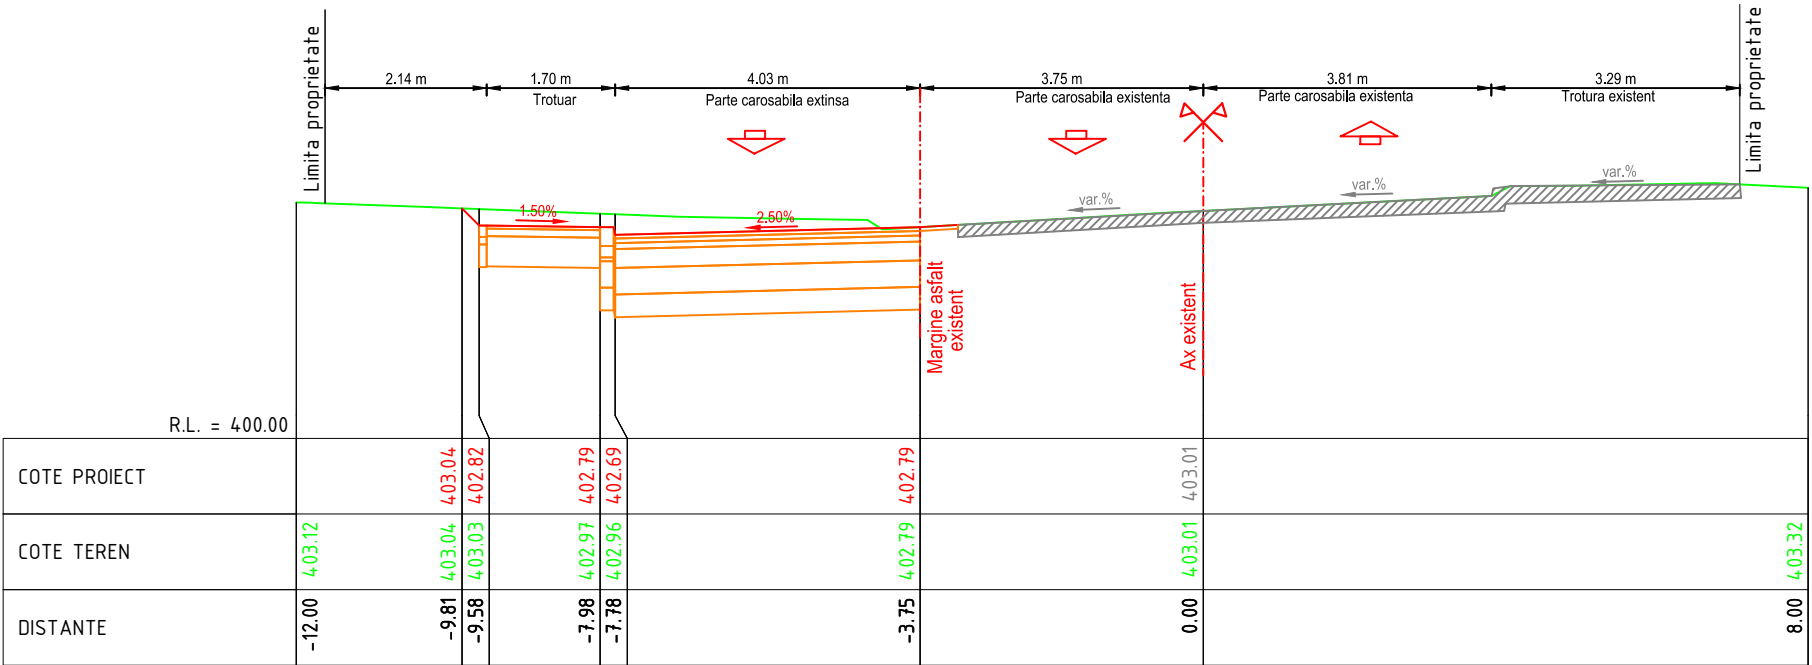 Limita proprietate
2.14 m
1.70 m
4.03 m
3.75 m
3.81 m
3.29 m
Limita proprietate
Trotuar
Parte carosabila extinsa
Parte carosabila existenta
Parte carosabila existenta
Trotura existent
1.50%
2.50%
var.%
var.%
var.%
Margine asfalt
existent
Ax existent
R.L. = 400.00
COTE PROIECT
403.04
402.82
402.79
402.69
402.79
403.01
COTE TEREN
403.12
403.04
403.03
402.97
402.96
402.79
403.01
403.32
DISTANTE
-12.00
-9.81
-9.58
-7.98
-7.78
-3.75
0.00
8.00